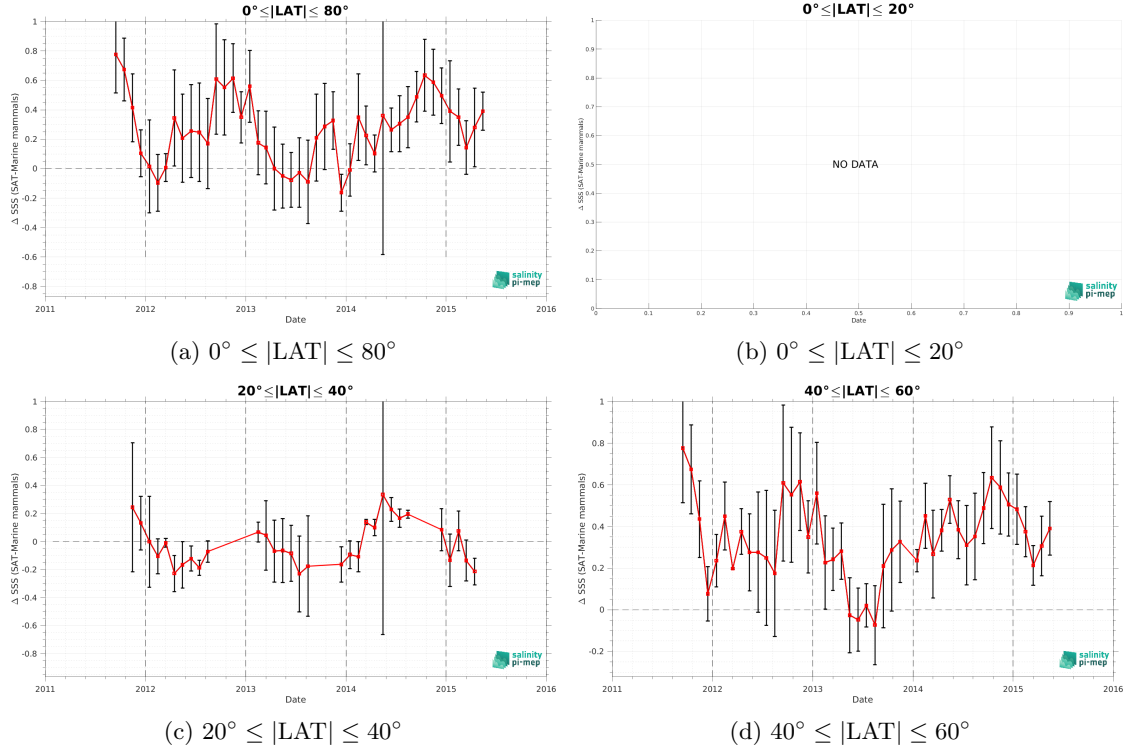 0°≤|LAT|≤ 80°
1
0.8
0.6
0.4
0.2
0
-0.2
-0.4
-0.6
-0.8
Δ SSS (SAT-Marine mammals)
2011 2012 2013 2014 2015 2016
Date
salinity
pi-mep
(a) 0° ≤ |LAT| ≤ 80°
0°≤|LAT|≤ 20°
1
0.9
0.8
0.7
0.6
0.5
0.4
0.3
0.2
0.1
0
Δ SSS (SAT-Marine mammals)
NO DATA
0 0.1 0.2 0.3 0.4 0.5 0.6 0.7 0.8 0.9 1
Date
salinity
pi-mep
(b) 0° ≤ |LAT| ≤ 20°
20°≤|LAT|≤ 40°
1
0.8
0.6
0.4
0.2
0
-0.2
-0.4
-0.6
-0.8
Δ SSS (SAT-Marine mammals)
2011 2012 2013 2014 2015 2016
Date
salinity
pi-mep
(c) 20° ≤ |LAT| ≤ 40°
40°≤|LAT|≤ 60°
1
0.8
0.6
0.4
0.2
0
-0.2
Δ SSS (SAT-Marine mammals)
2011 2012 2013 2014 2015 2016
Date
salinity
pi-mep
(d) 40° ≤ |LAT| ≤ 60°